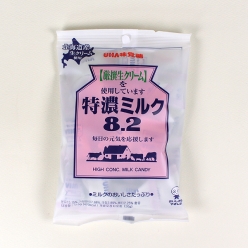 北海道産
生クリーム
UHA味覚糖
【厳撰生クリーム】
を
使用しています
特濃ミルク
8.2
毎日の元気を応援します
HIGH CONC. MILK CANDY
●ミルクのおいしさたっぷり●